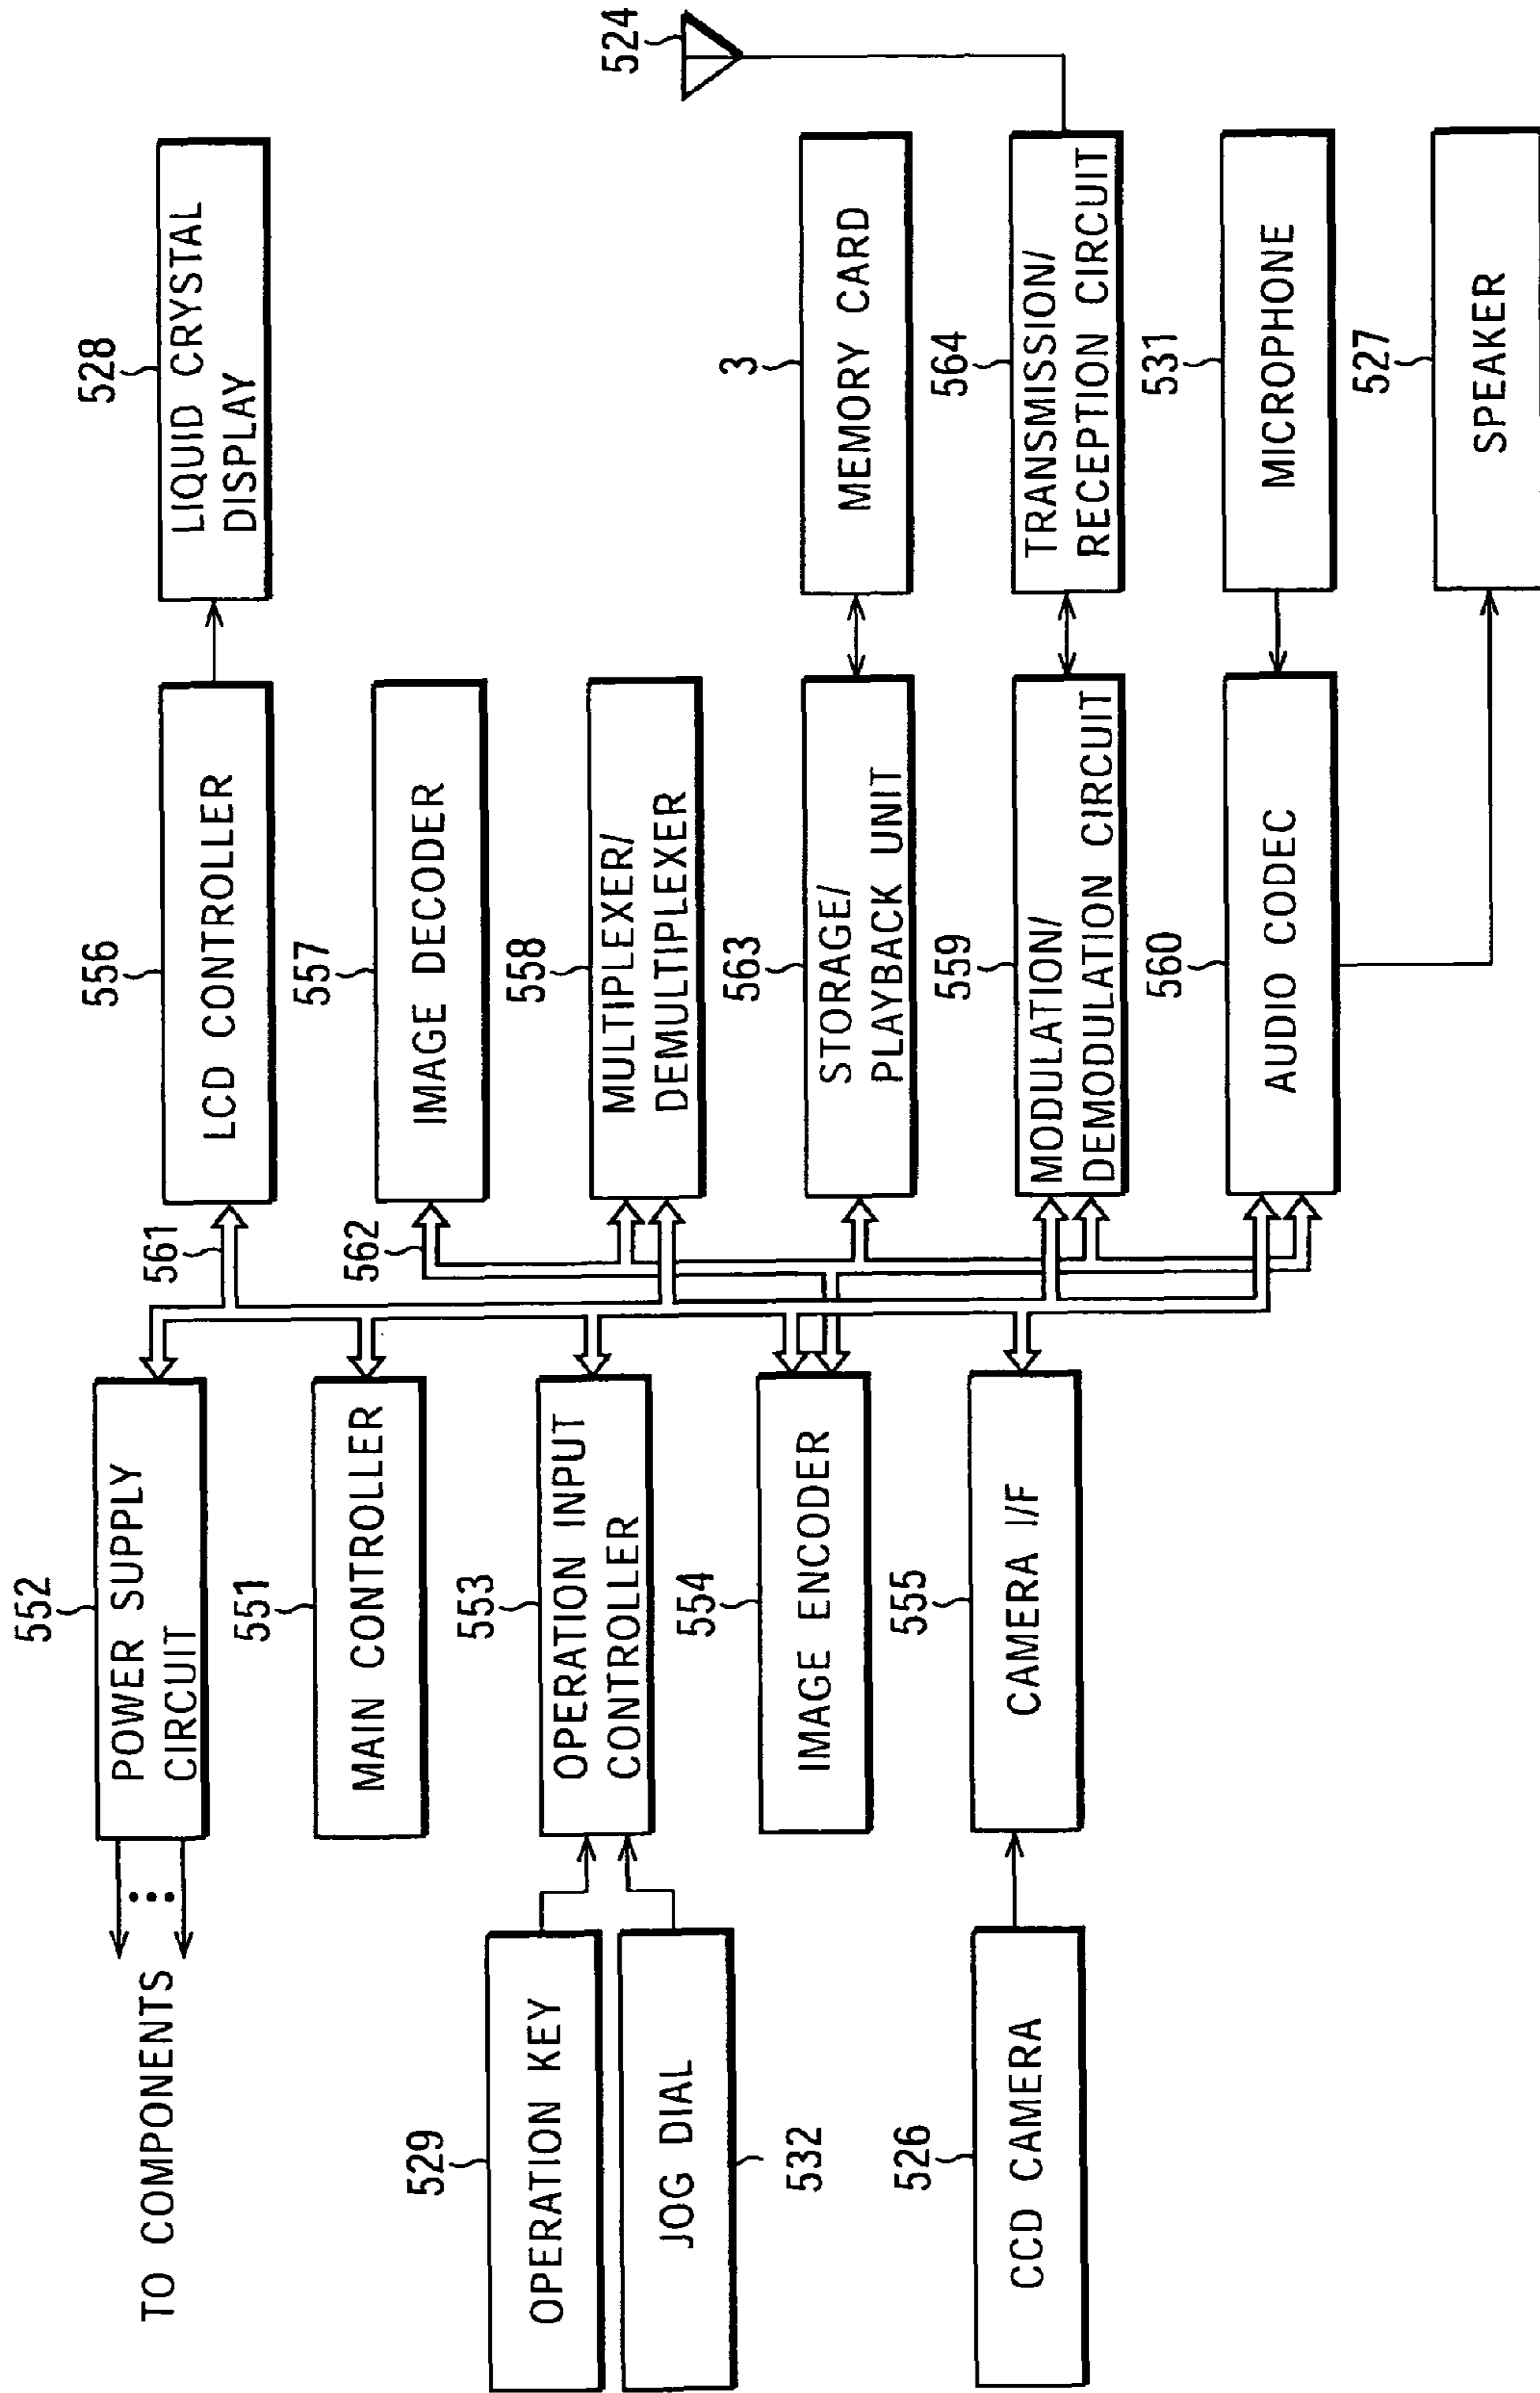 TO COMPONENTS
552
POWER SUPPLY
CIRCUIT
551
MAIN CONTROLLER
529
OPERATION KEY
JOG DIAL
532
553
OPERATION INPUT
CONTROLLER
554
IMAGE ENCODER
526
CCD CAMERA
555
CAMERA I/F
561
562
556
LCD CONTROLLER
557
IMAGE DECODER
558
MULTIPLEXER/
DEMULTIPLEXER
563
STORAGE/
PLAYBACK UNIT
559
MODULATION/
DEMODULATION CIRCUIT
560
AUDIO CODEC
528
LIQUID CRYSTAL
DISPLAY
524
3
MEMORY CARD
564
TRANSMISSION/
RECEPTION CIRCUIT
531
MICROPHONE
527
SPEAKER